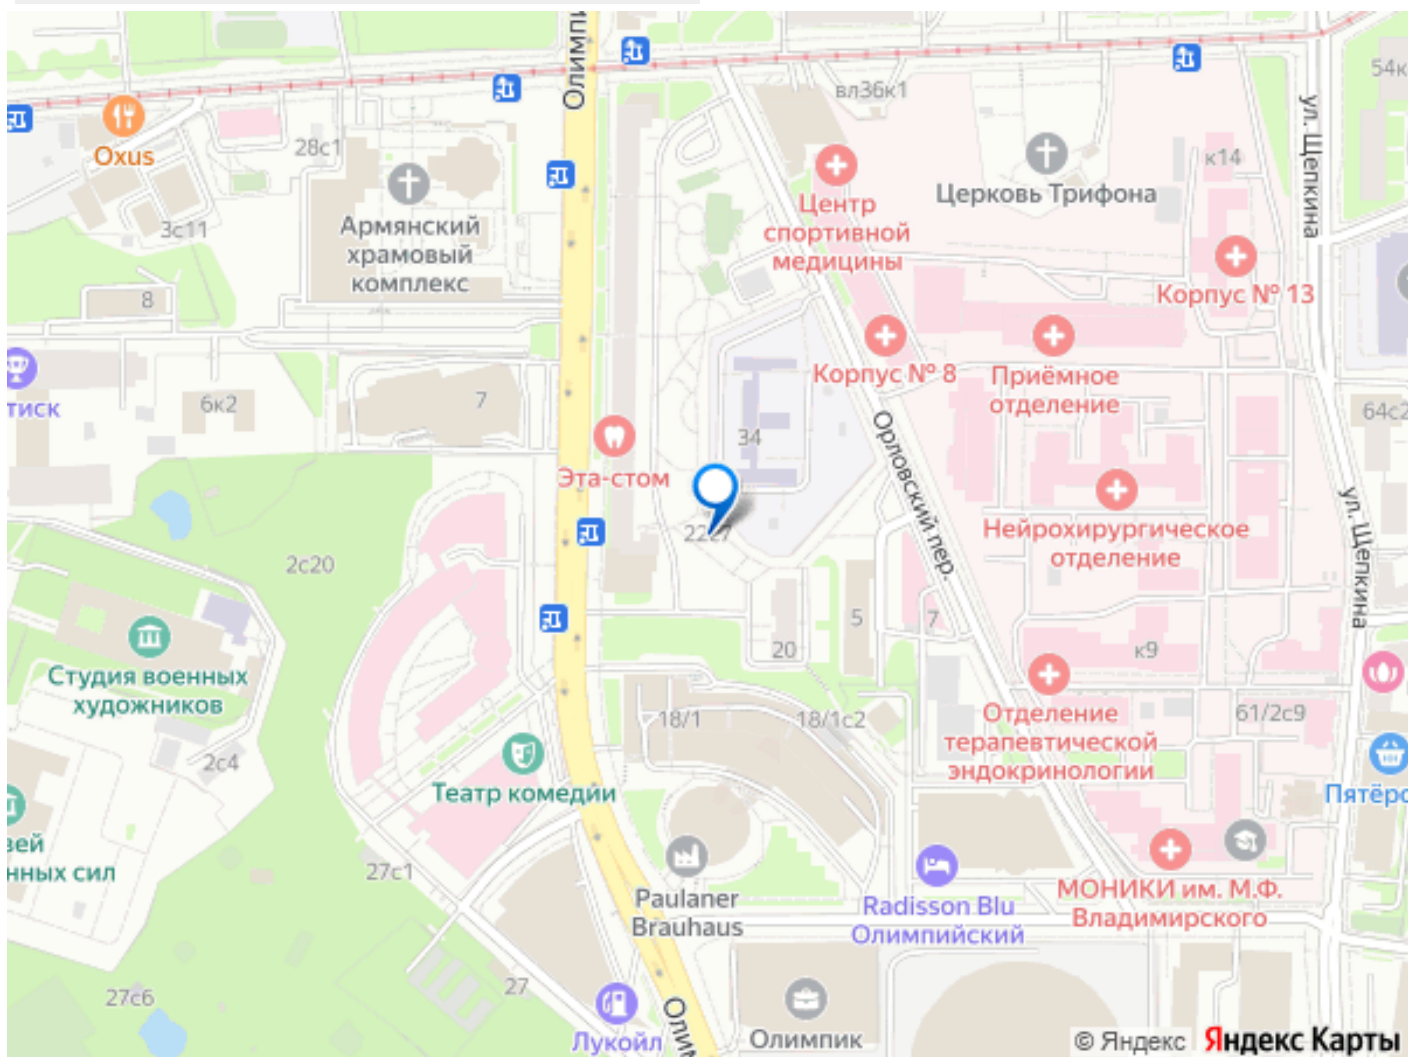 Олимпи
вл36к1
54к
ул. Щепкина
Oxus
28с1
к14
Церковь Трифона
Армянский
храмовый
комплекс
Центр
спортивной
медицины
3с11
8
Корпус № 13
тиск
6к2
7
Корпус № 8
Приёмное
отделение
64с2
34
Орловский пер.
Эта-стом
Нейрохирургическое
отделение
ул. Щепкина
2с20
5
7
20
к9
Студия военных
художников
18/1
18/1с2
Отделение
терапевтической
эндокринологии
61/2с9
2с4
Театр комедии
Пятёро
зей
нных сил
27с1
Paulaner
Brauhaus
Radisson Blu
Олимпийский
МОНИКИ им. М.Ф.
Владимирского
27с6
27
Лукойл
Олим
Олимпик
© Яндекс Яндекс Карты